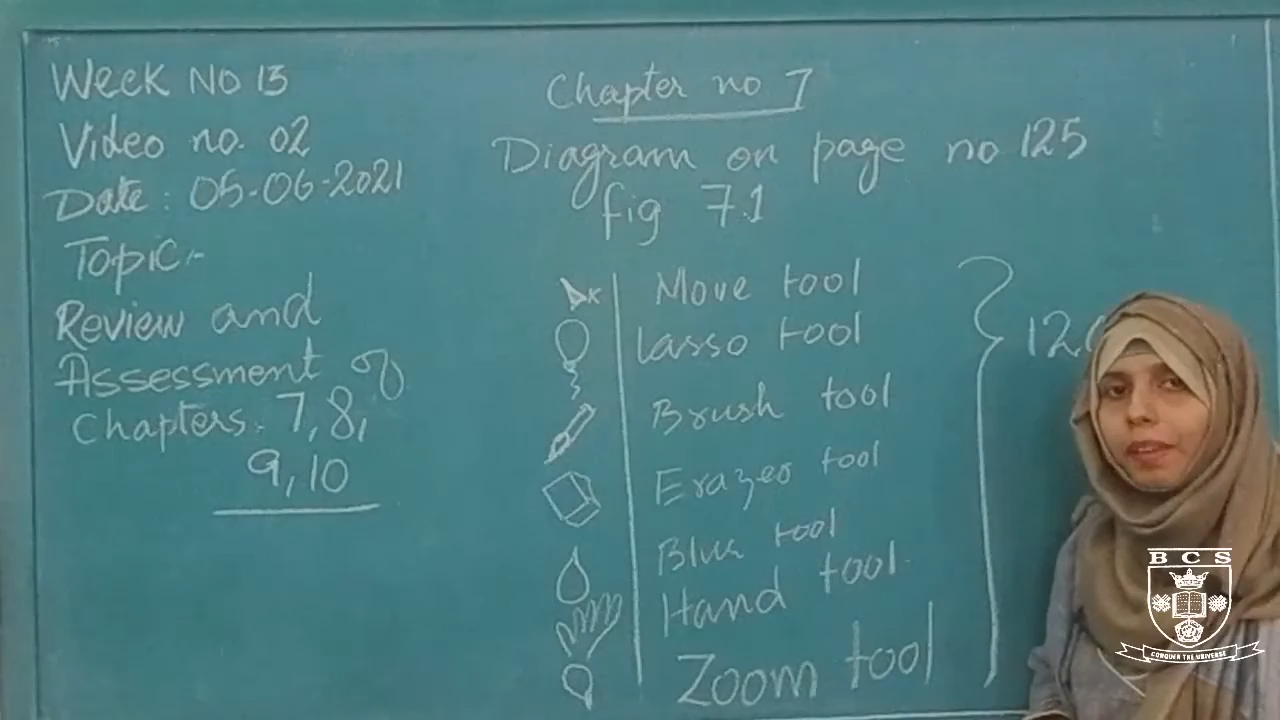 Week No 13
Video no. 02
Date: 05-06-2021
Topic:-
Review and
Assessment of
Chapters: 7,8,
9,10
Chapter no 7
Diagram on page no 125
fig 7.1
Move tool
Lasso tool
Brush tool
Erazer tool
Blur tool
Hand tool
Zoom tool
BCS
CONQUER THE UNIVERSE